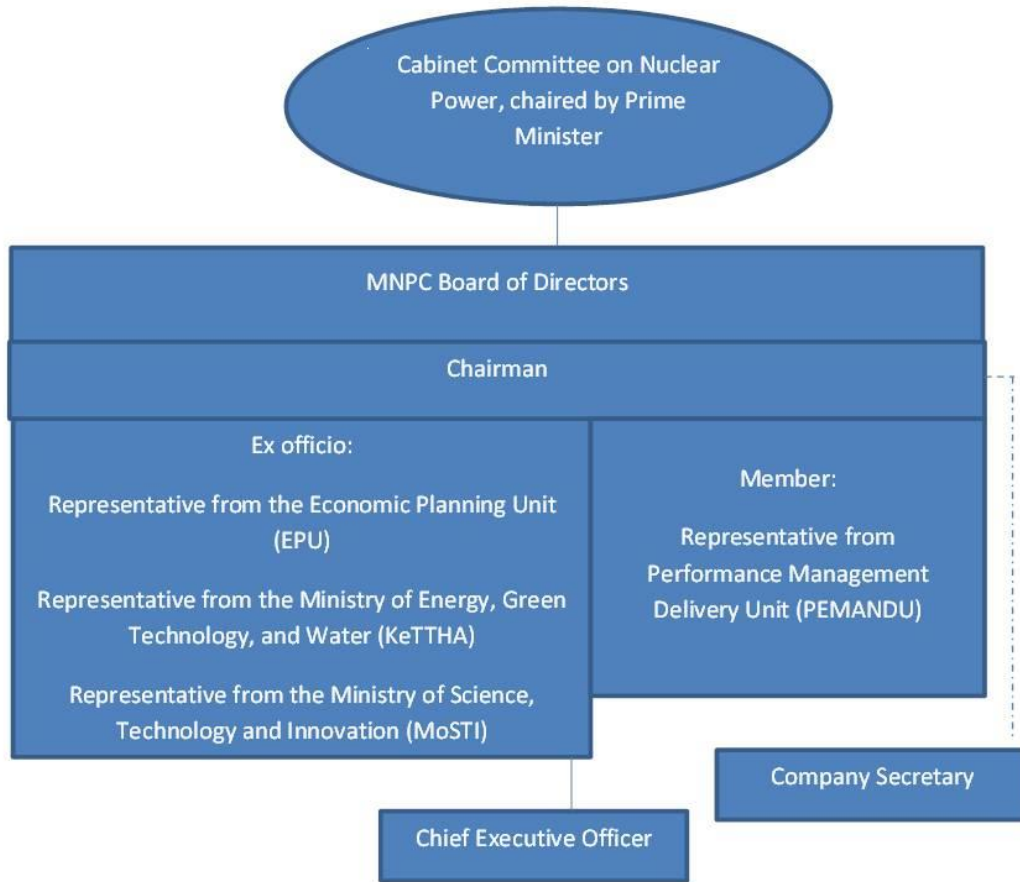 Cabinet Committee on Nuclear
Power, chaired by Prime
Minister
MNPC Board of Directors
Chairman
Ex officio:
Representative from the Economic Planning Unit
(EPU)
Representative from the Ministry of Energy, Green
Technology, and Water (KeTTHA)
Representative from the Ministry of Science,
Technology and Innovation (MoSTI)
Member:
Representative from
Performance Management
Delivery Unit (PEMANDU)
Company Secretary
Chief Executive Officer